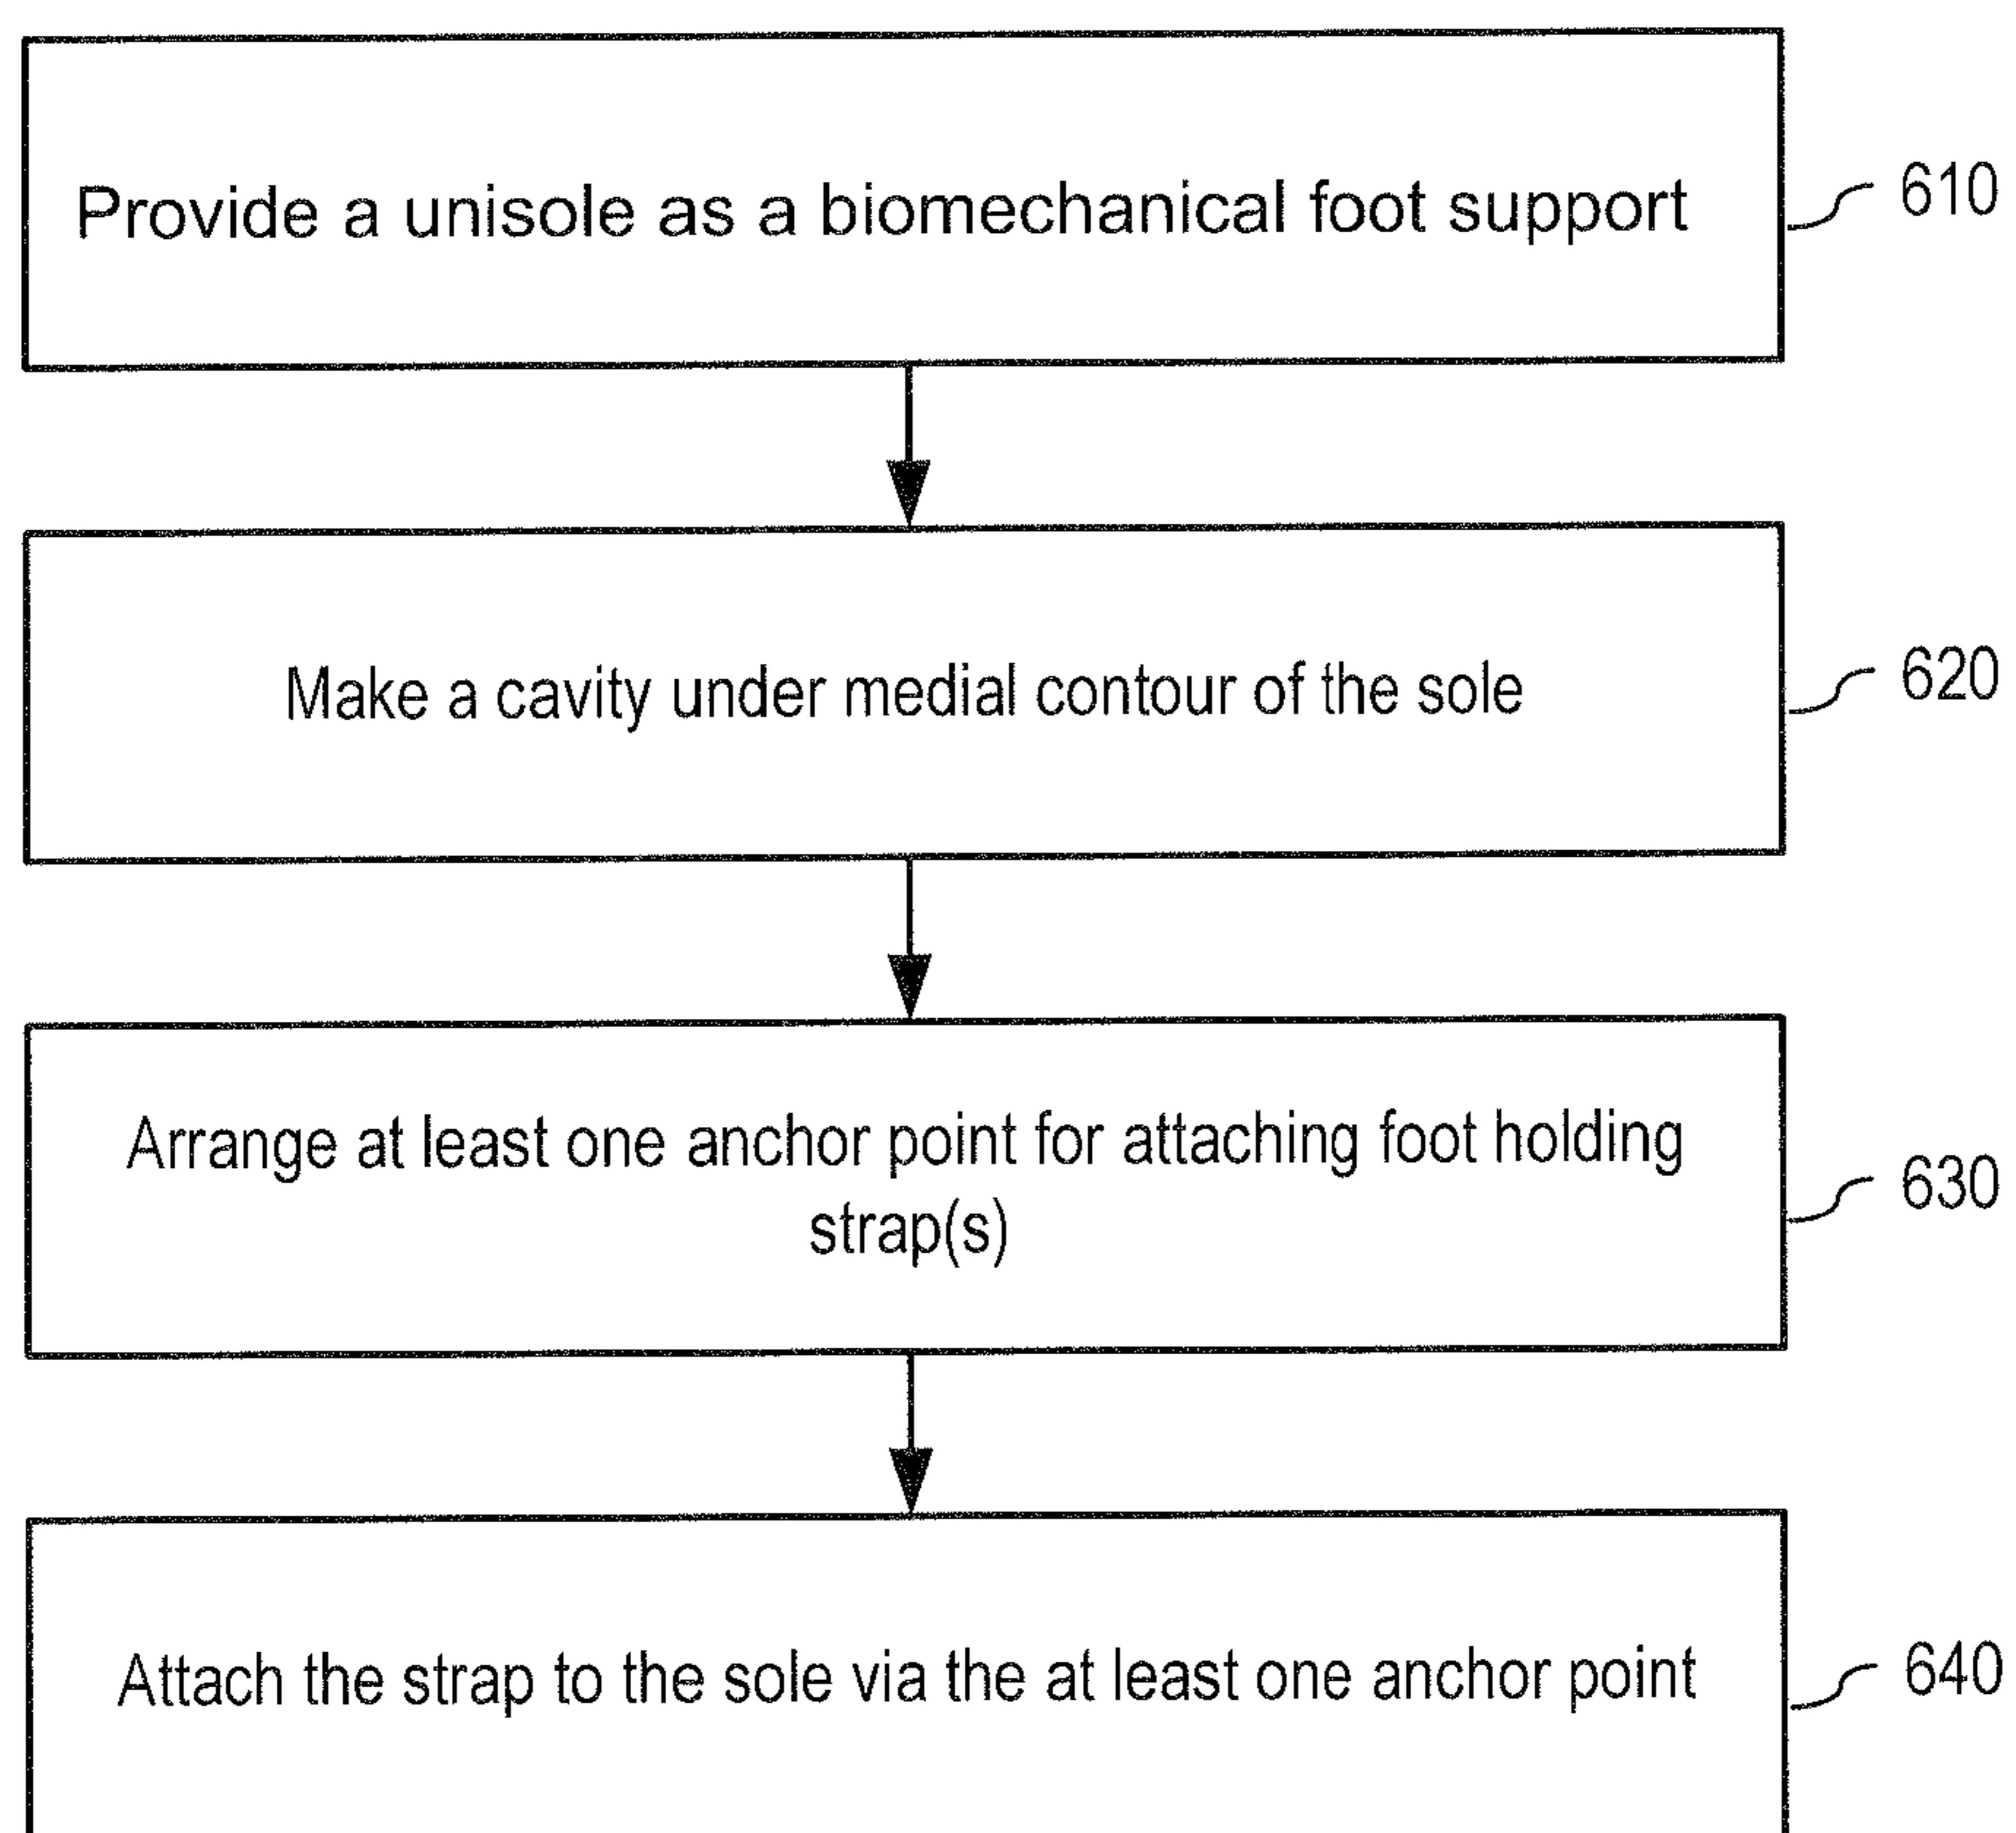 Provide a unisole as a biomechanical foot support
610
Make a cavity under medial contour of the sole
620
Arrange at least one anchor point for attaching foot holding
strap(s)
630
Attach the strap to the sole via the at least one anchor point
640